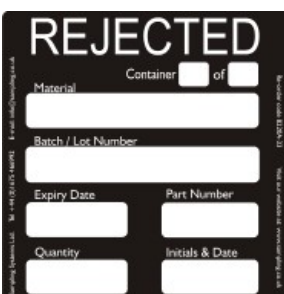 REJECTED
Container of
Material
Batch / Lot Number
Expiry Date Part Number
Quantity Initials & Date